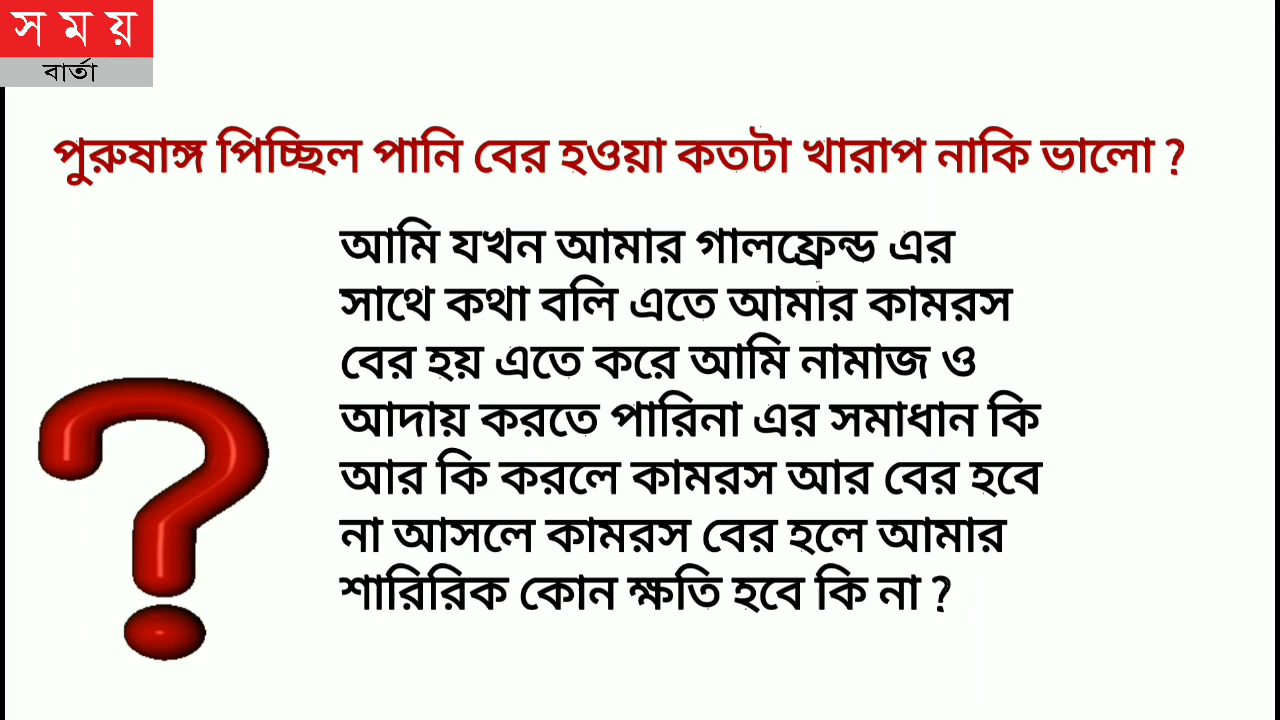 স ম য়
বার্তা
পুরুষাঙ্গ পিচ্ছিল পানি বের হওয়া কতটা খারাপ নাকি ভালো ?
আমি যখন আমার গালফ্রেন্ড এর
সাথে কথা বলি এতে আমার কামরস
বের হয় এতে করে আমি নামাজ ও
আদায় করতে পারিনা এর সমাধান কি
আর কি করলে কামরস আর বের হবে
না আসলে কামরস বের হলে আমার
শারিরিক কোন ক্ষতি হবে কি না ?